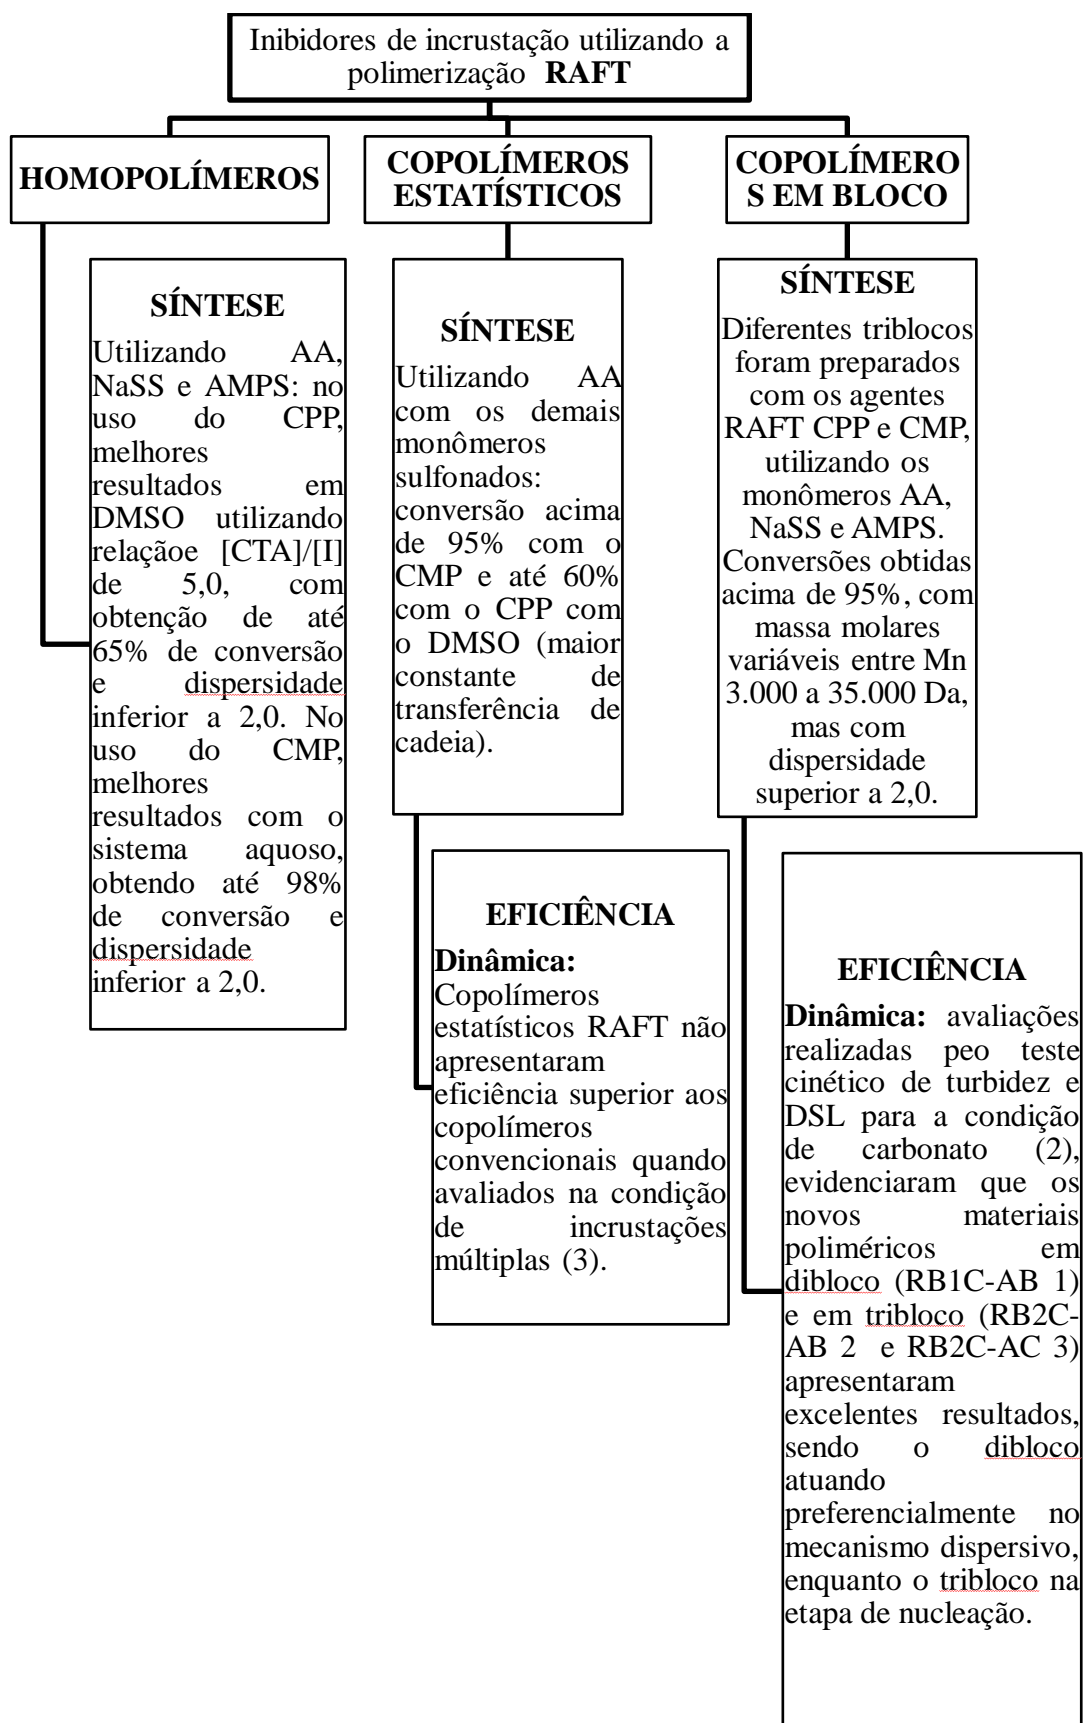 Inibidores de incrustação utilizando a
polimerização RAFT
HOMOPOLÍMEROS
COPOLÍMEROS
ESTATÍSTICOS
COPOLÍMERO
S EM BLOCO
SÍNTESE
Utilizando AA,
NaSS e AMPS: no
uso do CPP,
melhores
resultados em
DMSO utilizando
relaçãoe [CTA]/[I]
de 5,0, com
obtenção de até
65% de conversão
e dispersidade
inferior a 2,0. No
uso do CMP,
melhores
resultados com o
sistema aquoso,
obtendo até 98%
de conversão e
dispersidade
inferior a 2,0.
SÍNTESE
Utilizando AA
com os demais
monômeros
sulfonados:
conversão acima
de 95% com o
CMP e até 60%
com o CPP com
o DMSO (maior
constante de
transferência de
cadeia).
EFICIÊNCIA
Dinâmica:
Copolímeros
estatísticos RAFT não
apresentaram
eficiência superior aos
copolímeros
convencionais quando
avaliados na condição
de incrustações
múltiplas (3).
SÍNTESE
Diferentes triblocos
foram preparados
com os agentes
RAFT CPP e CMP,
utilizando os
monômeros AA,
NaSS e AMPS.
Conversões obtidas
acima de 95%, com
massa molares
variáveis entre Mn
3.000 a 35.000 Da,
mas com
dispersidade
superior a 2,0.
EFICIÊNCIA
Dinâmica: avaliações
realizadas peo teste
cinético de turbidez e
DSL para a condição
de carbonato (2),
evidenciaram que os
novos materiais
poliméricos em
dibloco (RB1C-AB 1)
e em tribloco (RB2C-
AB 2 e RB2C-AC 3)
apresentaram
excelentes resultados,
sendo o dibloco
atuando
preferencialmente no
mecanismo dispersivo,
enquanto o tribloco na
etapa de nucleação.